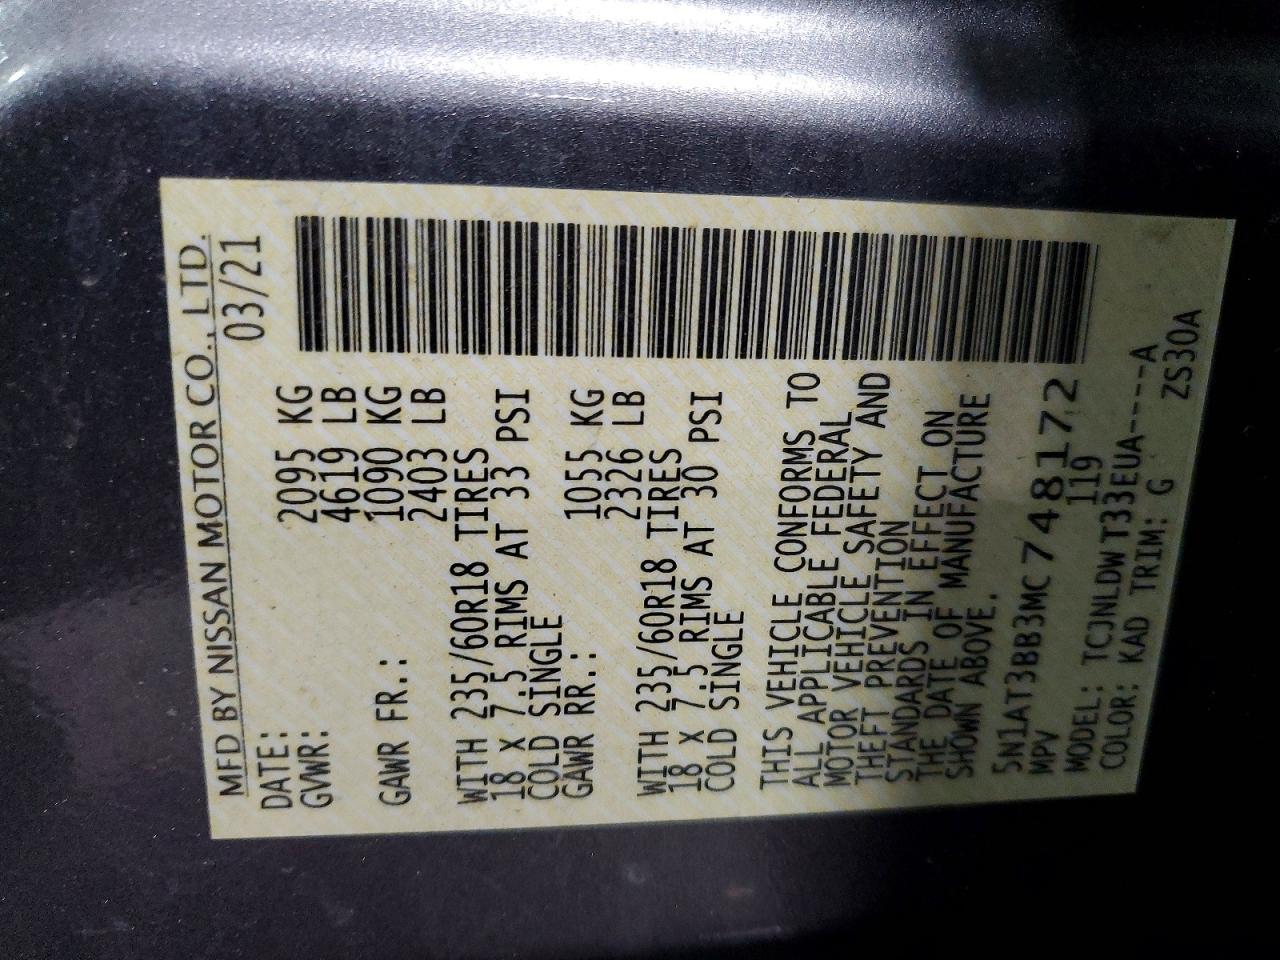 MFD BY NISSAN MOTOR CO., LTD.
DATE: 03/21
GVWR: 2095 KG
4619 LB
GAWR FR.: 1090 KG
2403 LB
WITH 235/60R18 TIRES
18 X 7.5 RIMS AT 33 PSI
COLD SINGLE
GAWR RR.: 1055 KG
2326 LB
WITH 235/60R18 TIRES
18 X 7.5 RIMS AT 30 PSI
COLD SINGLE
THIS VEHICLE CONFORMS TO
ALL APPLICABLE FEDERAL
MOTOR VEHICLE SAFETY AND
THEFT PREVENTION
STANDARDS IN EFFECT ON
THE DATE OF MANUFACTURE
SHOWN ABOVE.
5N1AT3BB3MC748172
MPV 119
MODEL: TCJNLDWT33EUA----A
COLOR: KAD TRIM: G
ZS30A